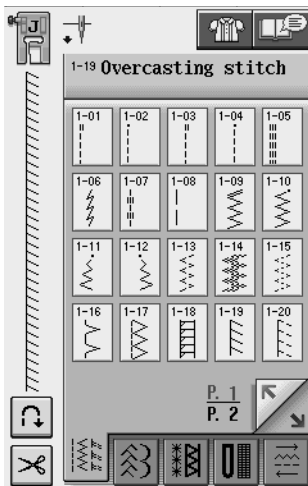 J
1-19 Overcasting stitch
1-01 1-02 1-03 1-04 1-05
1-06 1-07 1-08 1-09 1-10
1-11 1-12 1-13 1-14 1-15
1-16 1-17 1-18 1-19 1-20
P. 1
P. 2